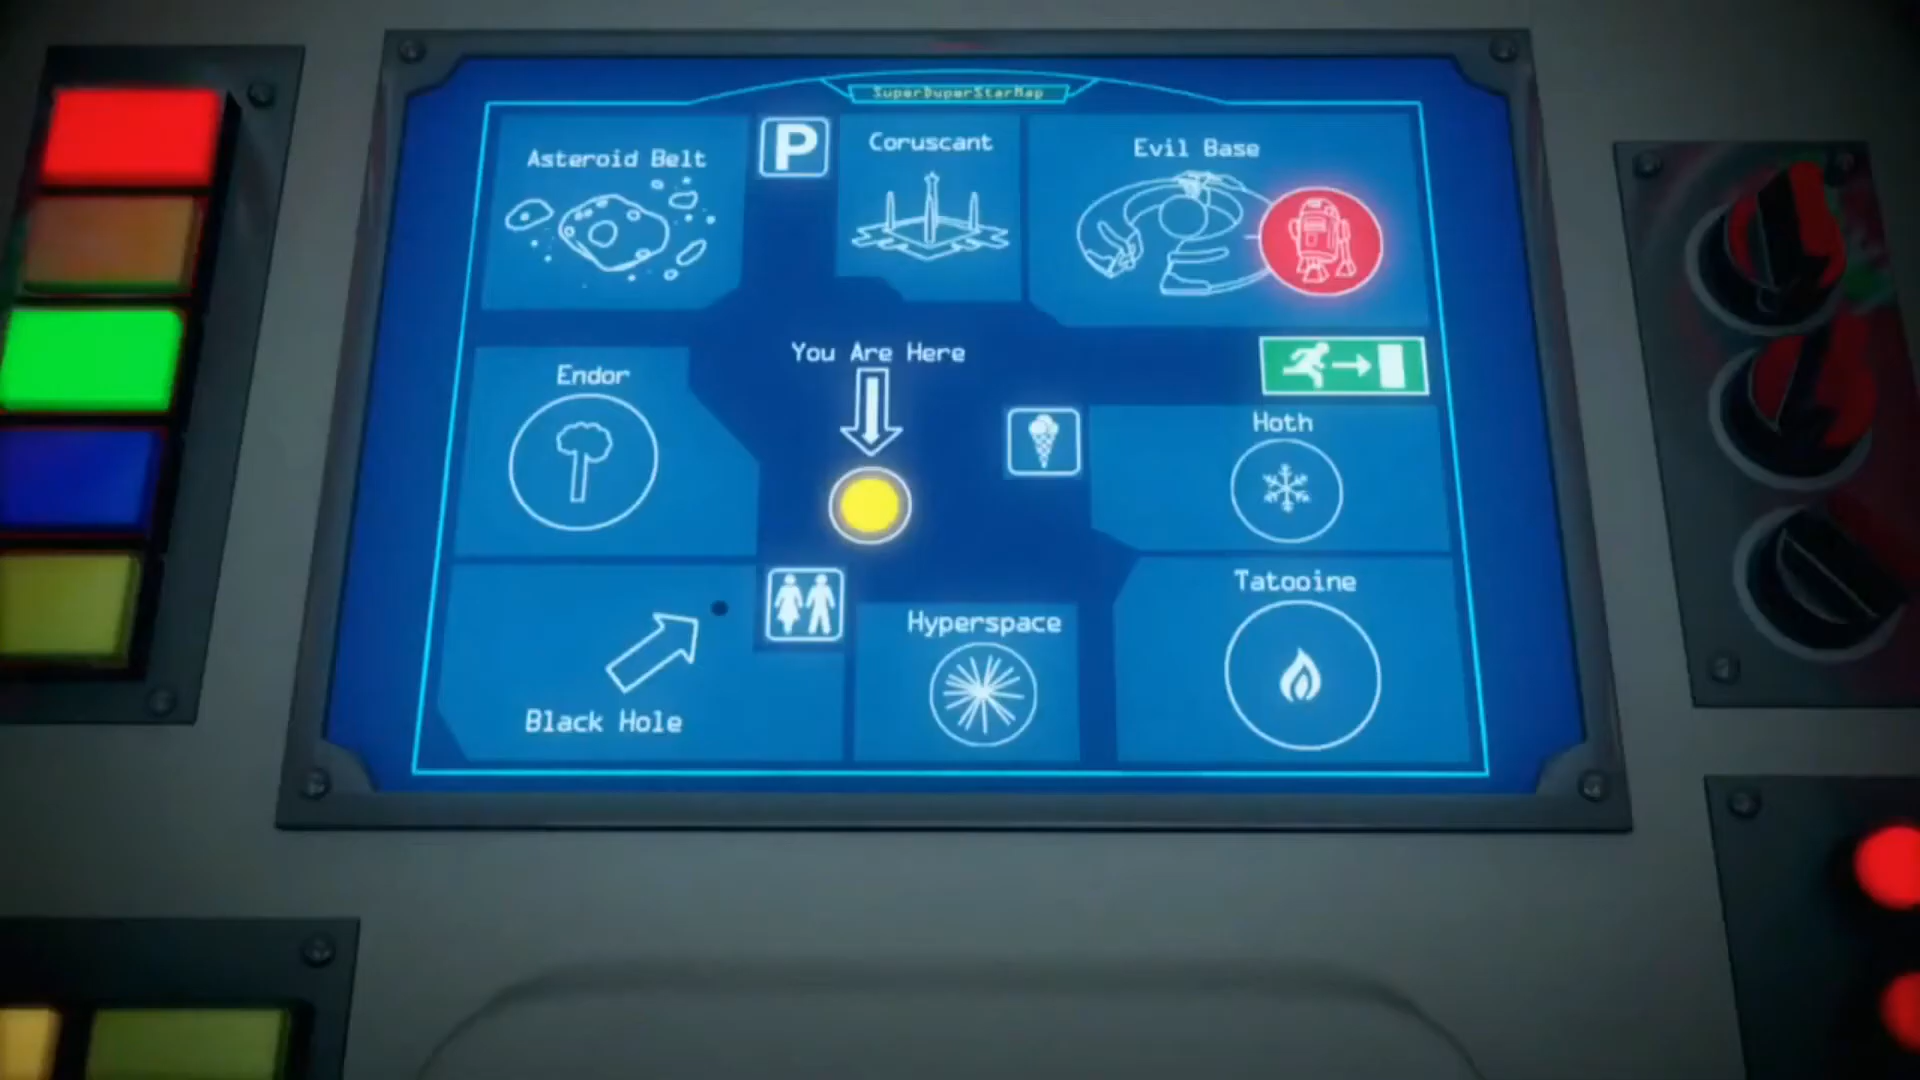 SuperDuperStarMap
Asteroid Belt
P
Coruscant
Evil Base
You Are Here
Endor
Hoth
Tatooine
Hyperspace
Black Hole